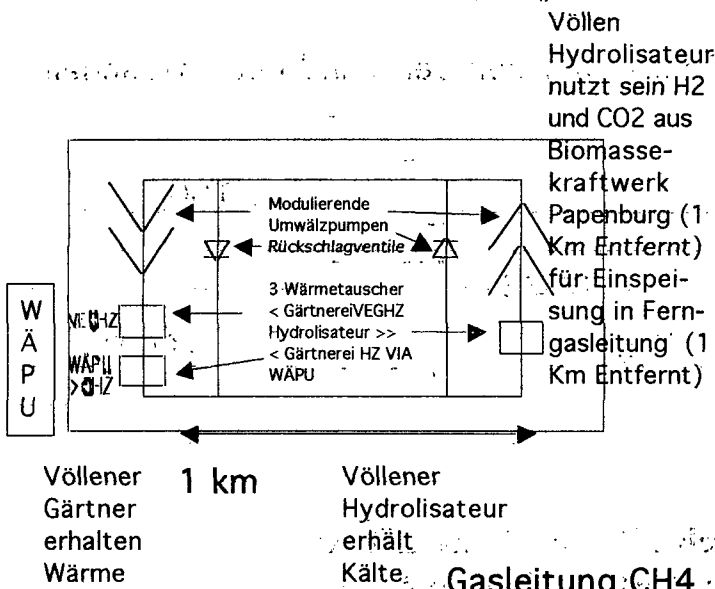 Völlen
Hydrolisateur
nutzt sein H2
und CO2 aus
Biomasse-
kraftwerk
Papenburg (1
Km Entfernt)
für Einspei-
sung in Fern-
gasleitung (1
Km Entfernt)
Modulierende
Umwälzpumpen
Rückschlagventile
3 Wärmetauscher
< GärtnereiVEGHZ
Hydrolisateur >>
< Gärtnerei HZ VIA
WÄPU
W
Ä
P
U
VEGHZ
WÄPU
1 km
Völlener
Gärtner
erhalten
Wärme
Völlener
Hydrolisateur
erhält
Kälte
Gasleitung CH4